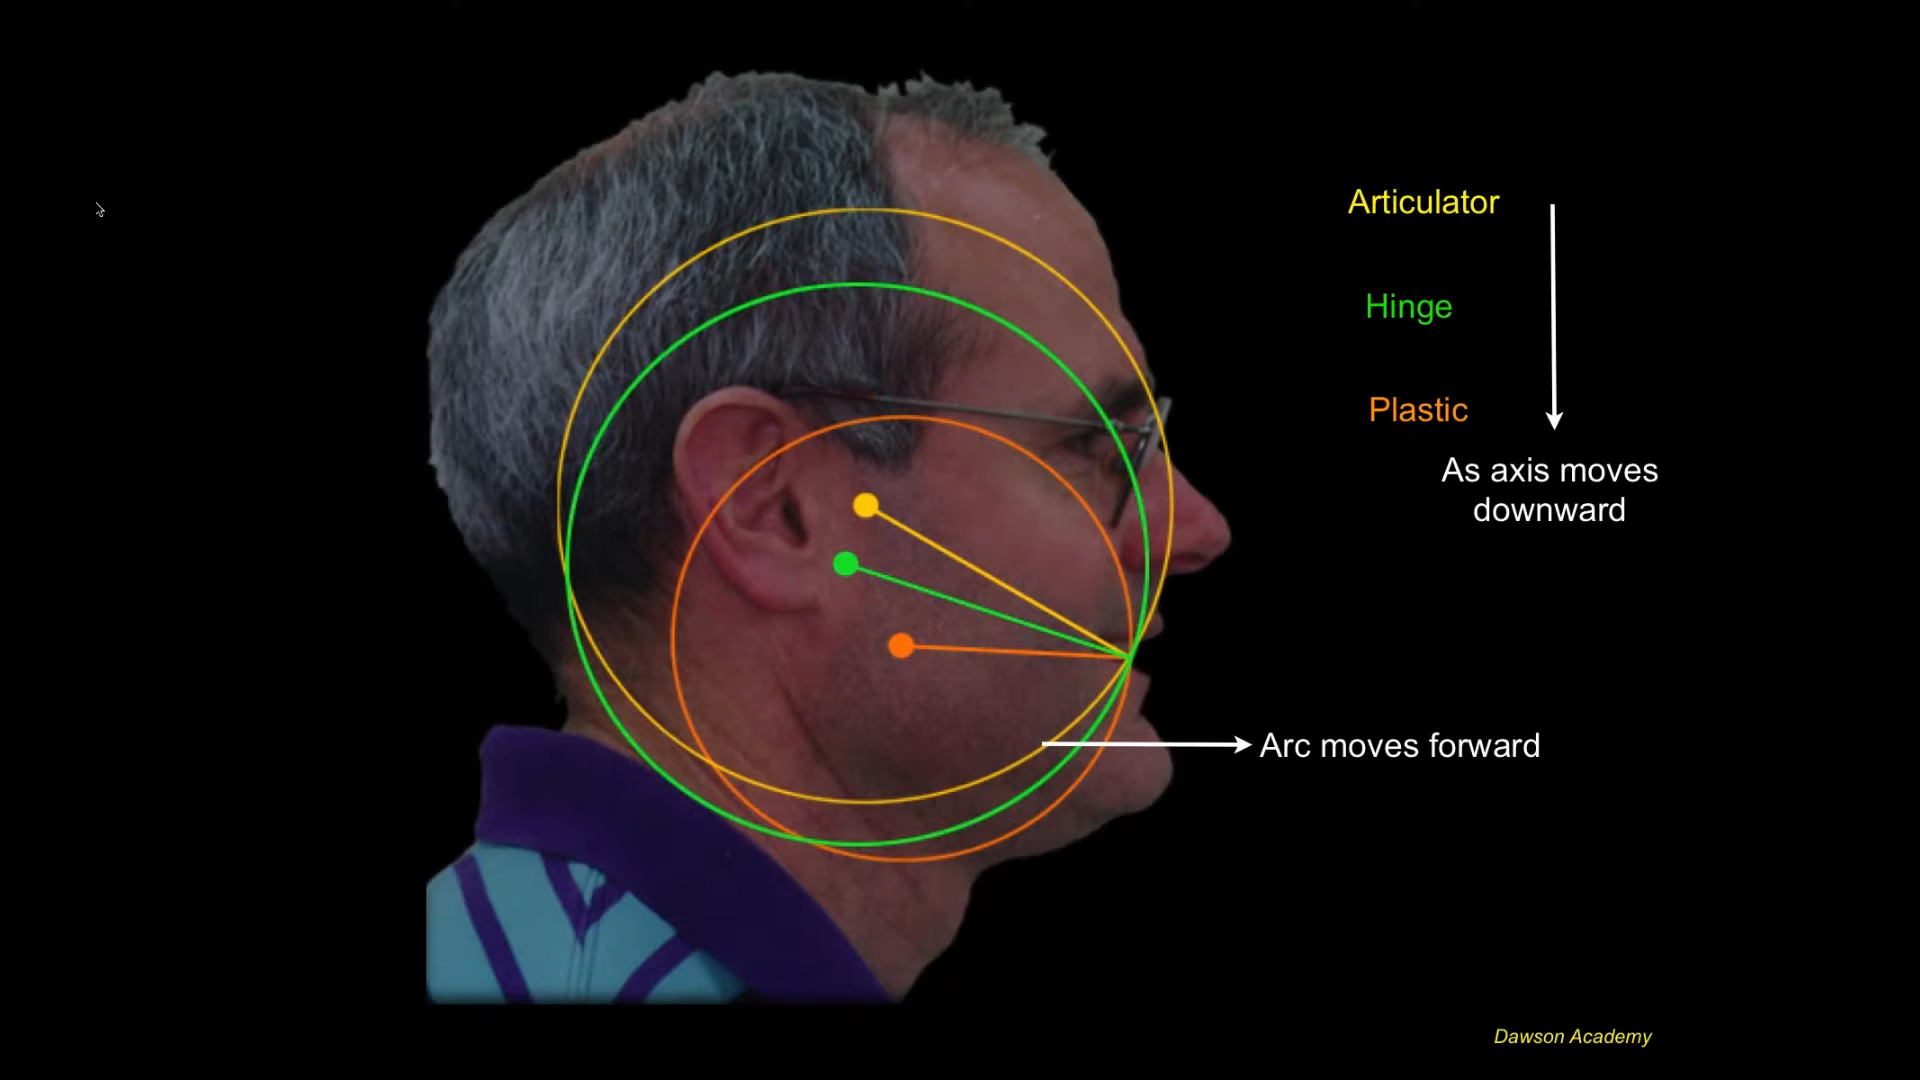 Articulator
Hinge
Plastic
As axis moves
downward
Arc moves forward
Dawson Academy